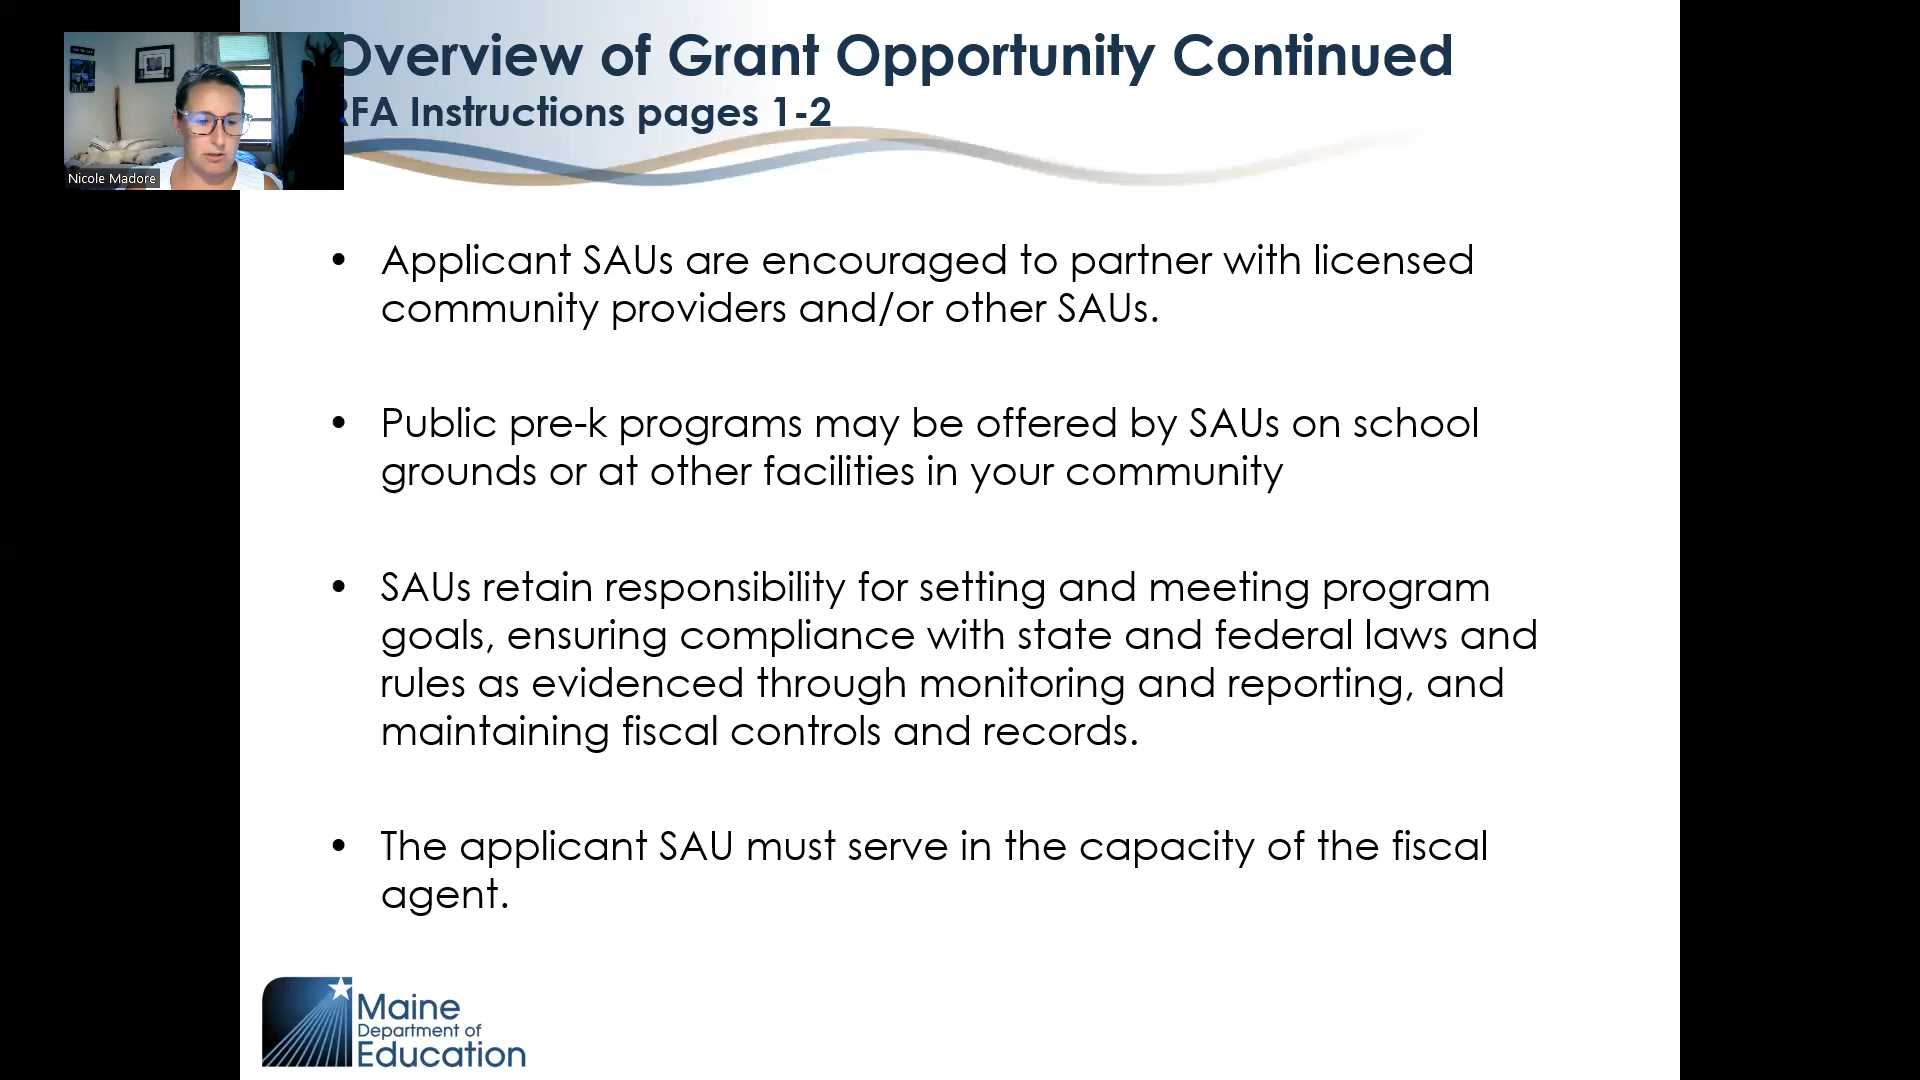 Overview of Grant Opportunity Continued
RFA Instructions pages 1-2
Nicole Madore
• Applicant SAUs are encouraged to partner with licensed
community providers and/or other SAUs.
• Public pre-k programs may be offered by SAUs on school
grounds or at other facilities in your community
• SAUs retain responsibility for setting and meeting program
goals, ensuring compliance with state and federal laws and
rules as evidenced through monitoring and reporting, and
maintaining fiscal controls and records.
• The applicant SAU must serve in the capacity of the fiscal
agent.
Maine
Department of
Education